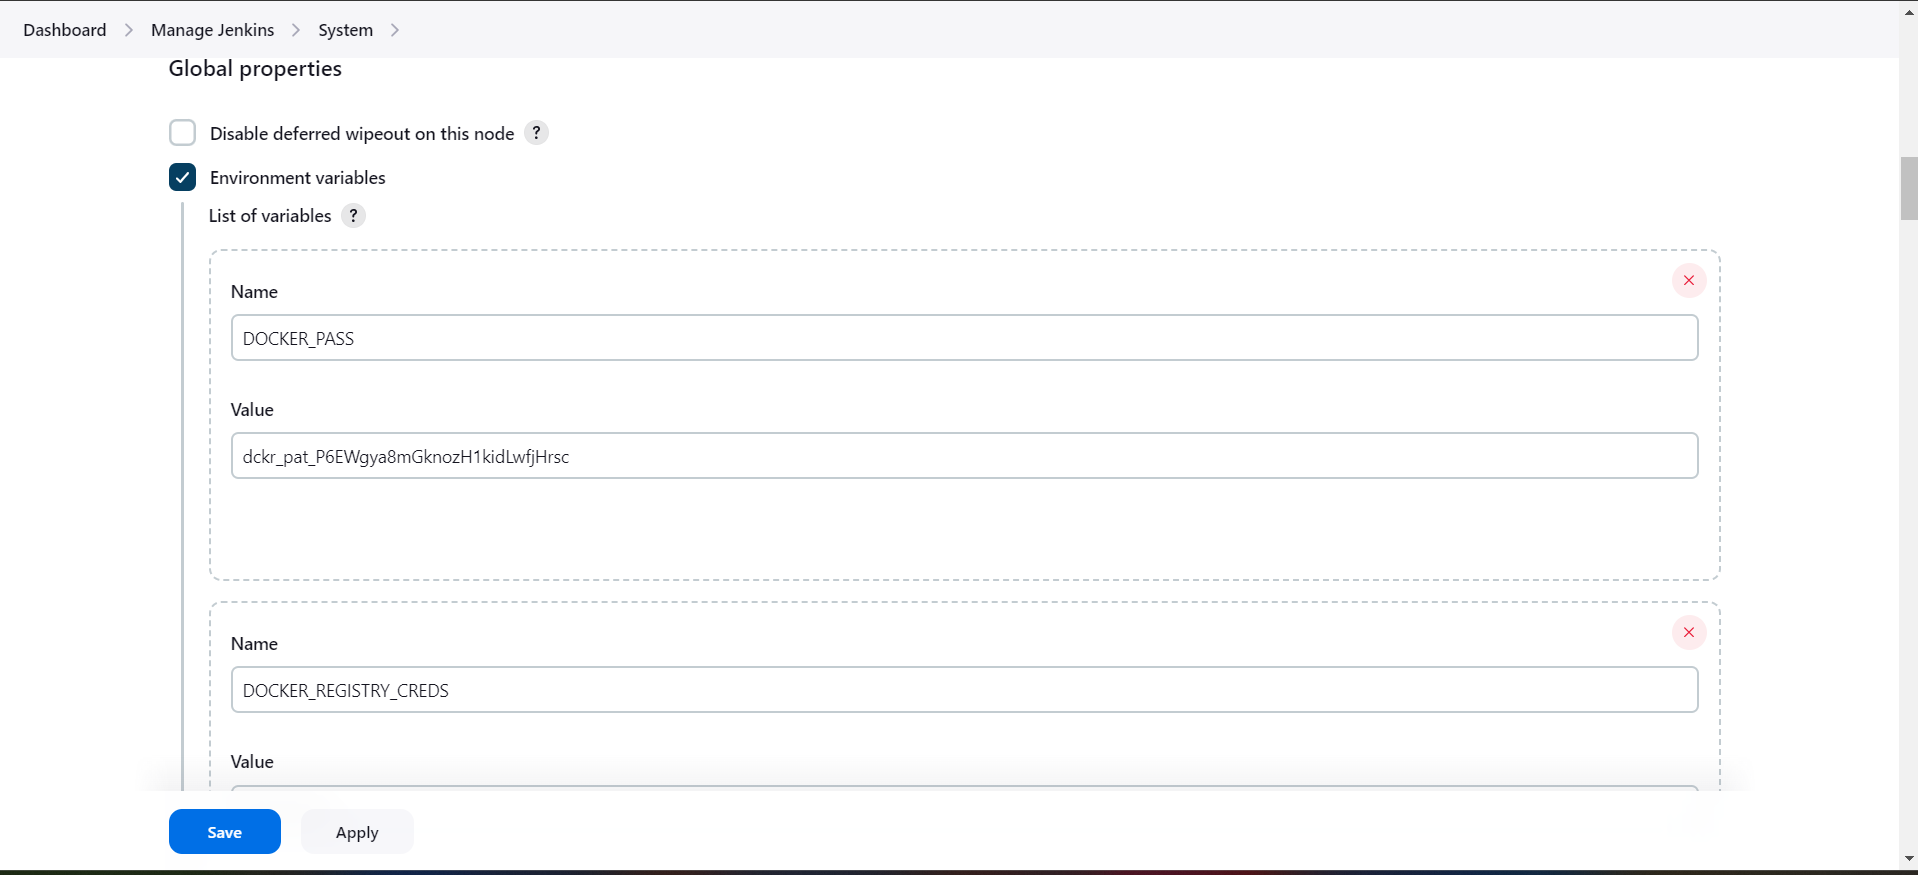 Dashboard > Manage Jenkins > System >
Global properties
Disable deferred wipeout on this node ?
Environment variables
List of variables ?
Name
DOCKER_PASS
Value
dckr_pat_P6EWgya8mGknozH1kidLwfjHrsc
Name
DOCKER_REGISTRY_CREDS
Value
Save Apply